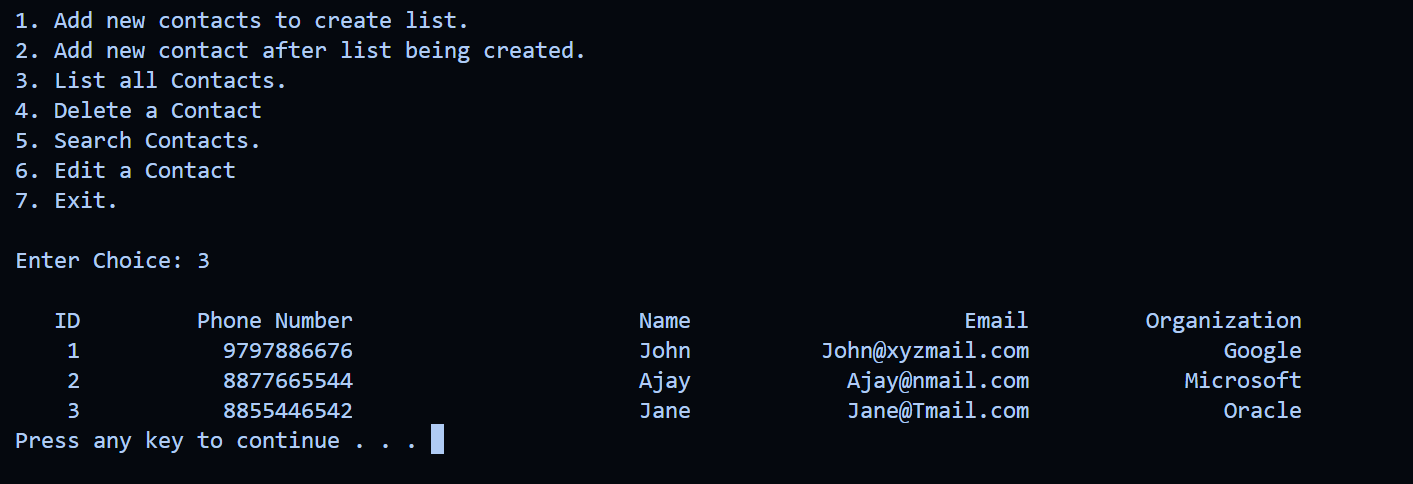 1. Add new contacts to create list.
2. Add new contact after list being created.
3. List all Contacts.
4. Delete a Contact
5. Search Contacts.
6. Edit a Contact
7. Exit.
Enter Choice: 3
ID Phone Number Name Email Organization
1 9797886676 John John@xyzmail.com Google
2 8877665544 Ajay Ajay@nmail.com Microsoft
3 8855446542 Jane Jane@Tmail.com Oracle
Press any key to continue . . .